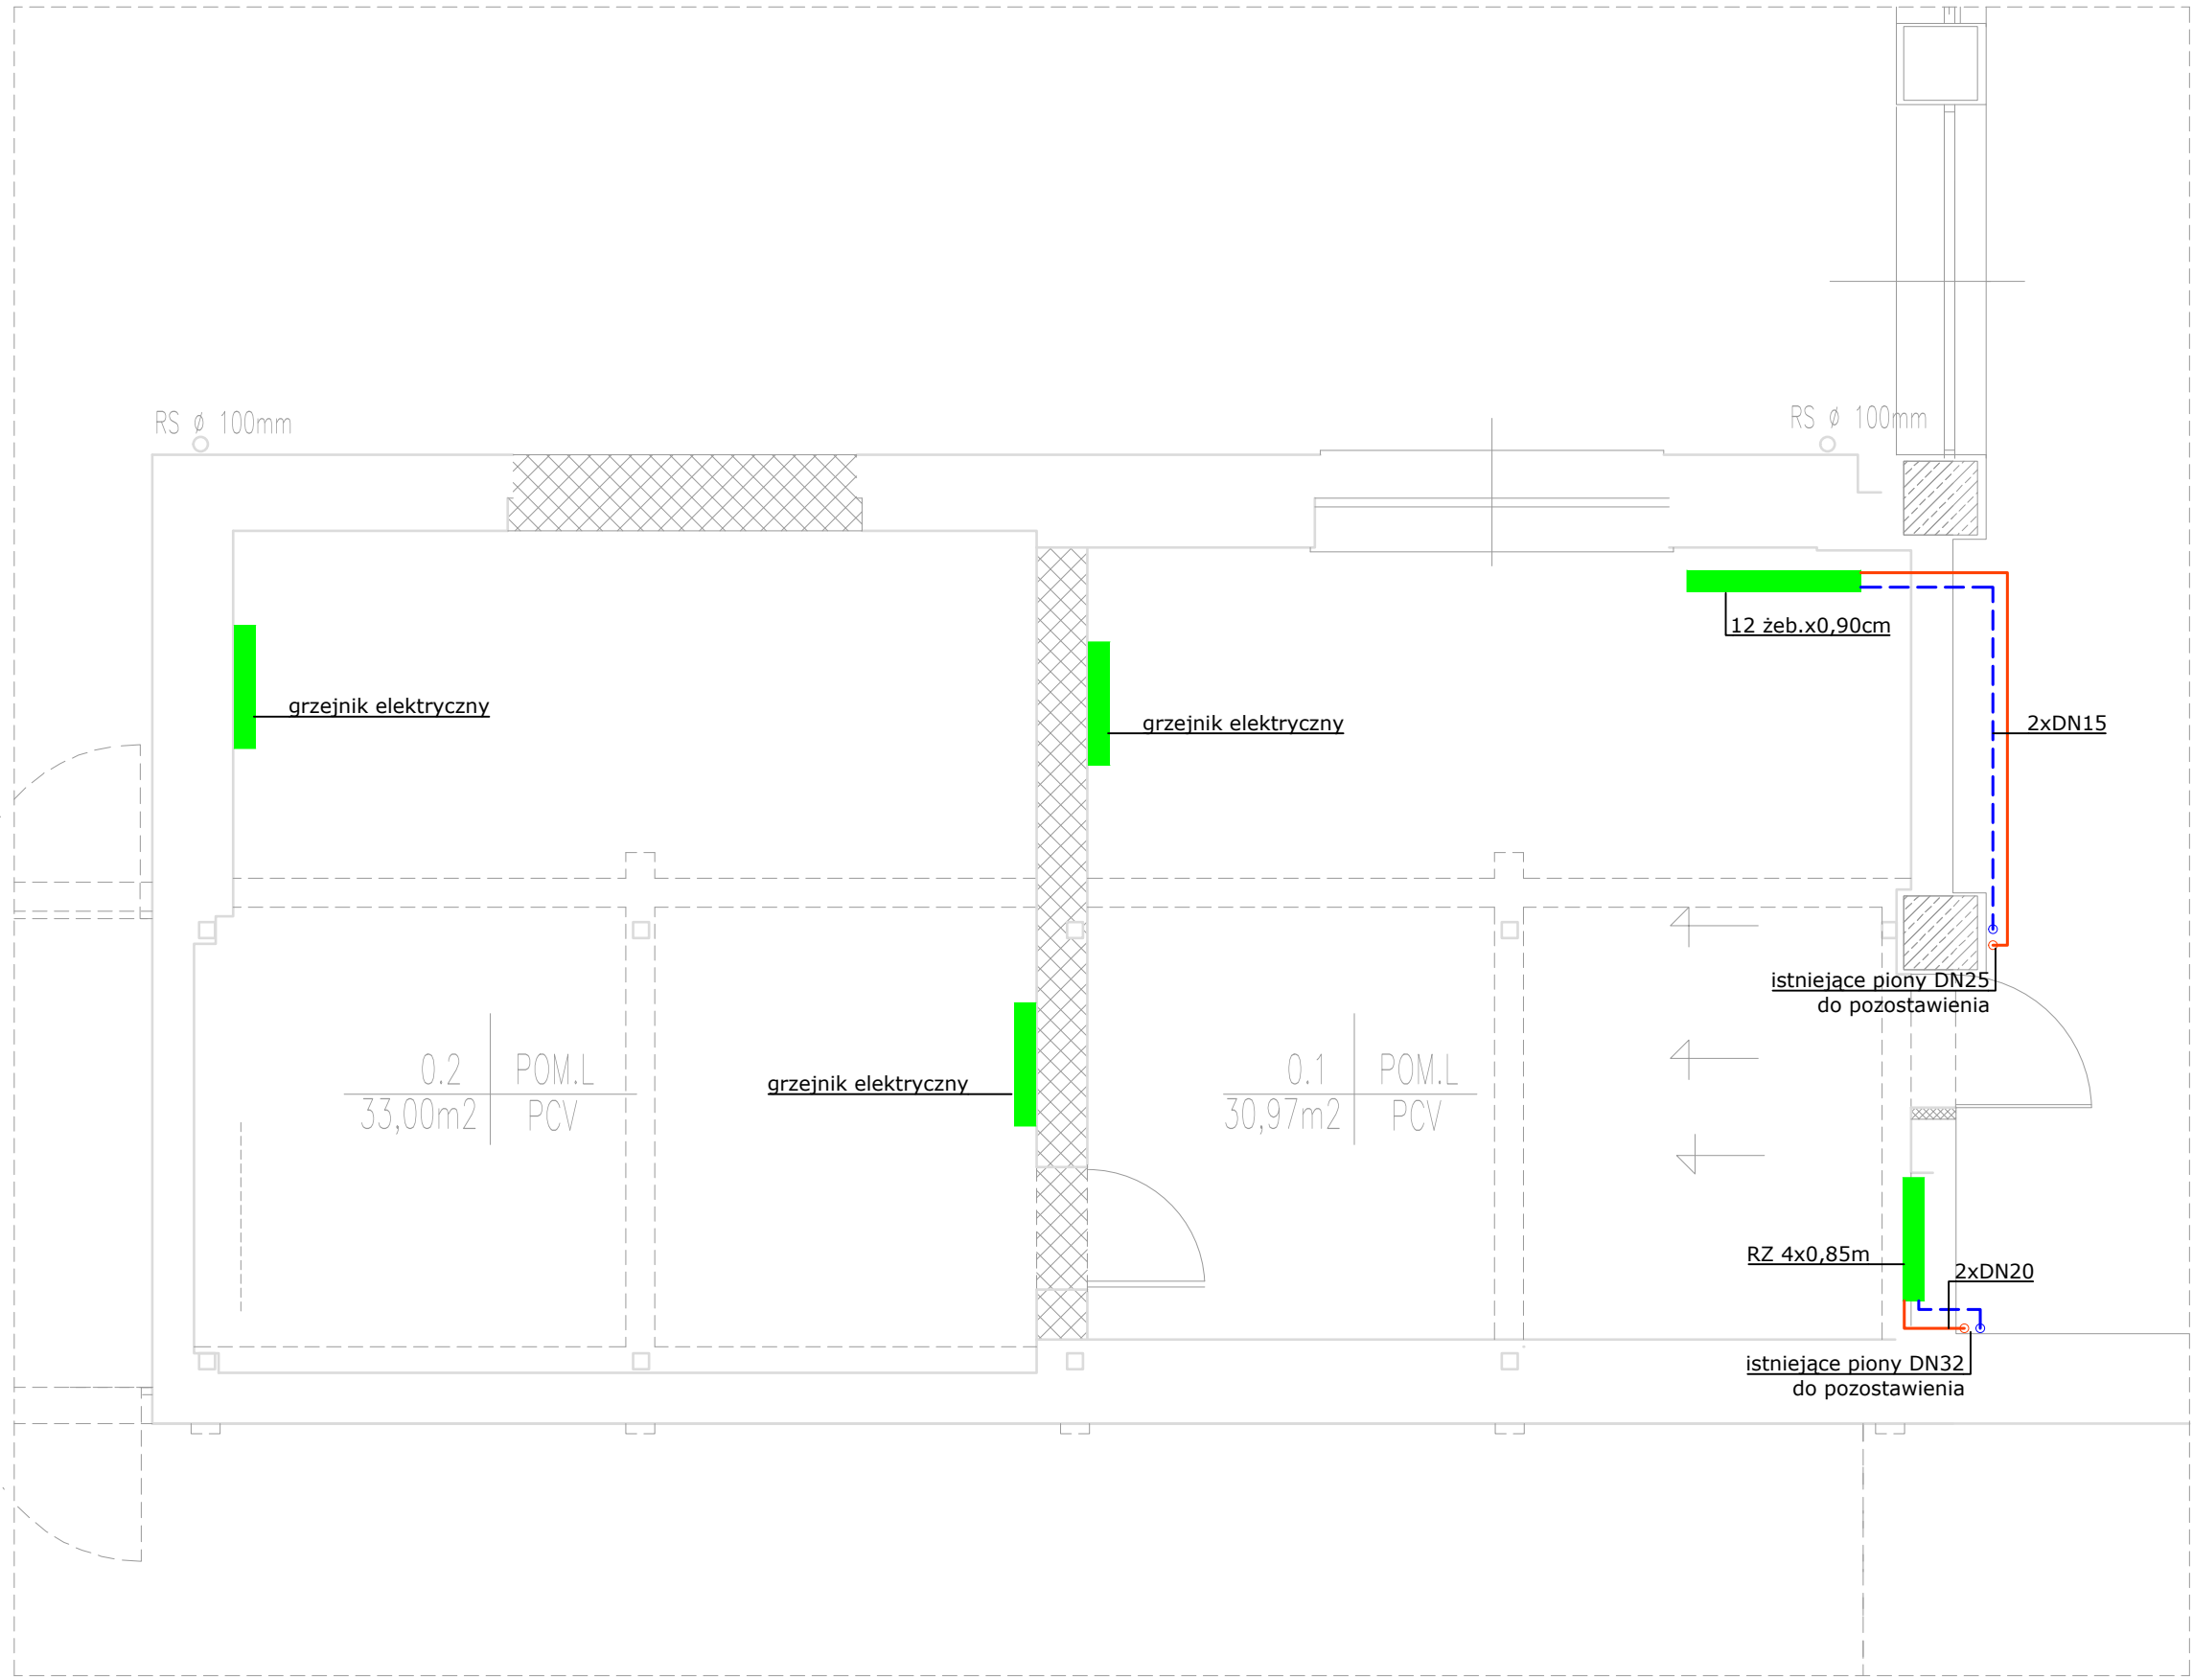 RS ø 100mm
RS ø 100mm
12 żeb.x0,90cm
grzejnik elektryczny
grzejnik elektryczny
2xDN15
istniejące piony DN25
do pozostawienia
0.2 POM.L
33,00m2 PCV
grzejnik elektryczny
0.1 POM.L
30,97m2 PCV
RZ 4x0,85m
2xDN20
istniejące piony DN32
do pozostawienia